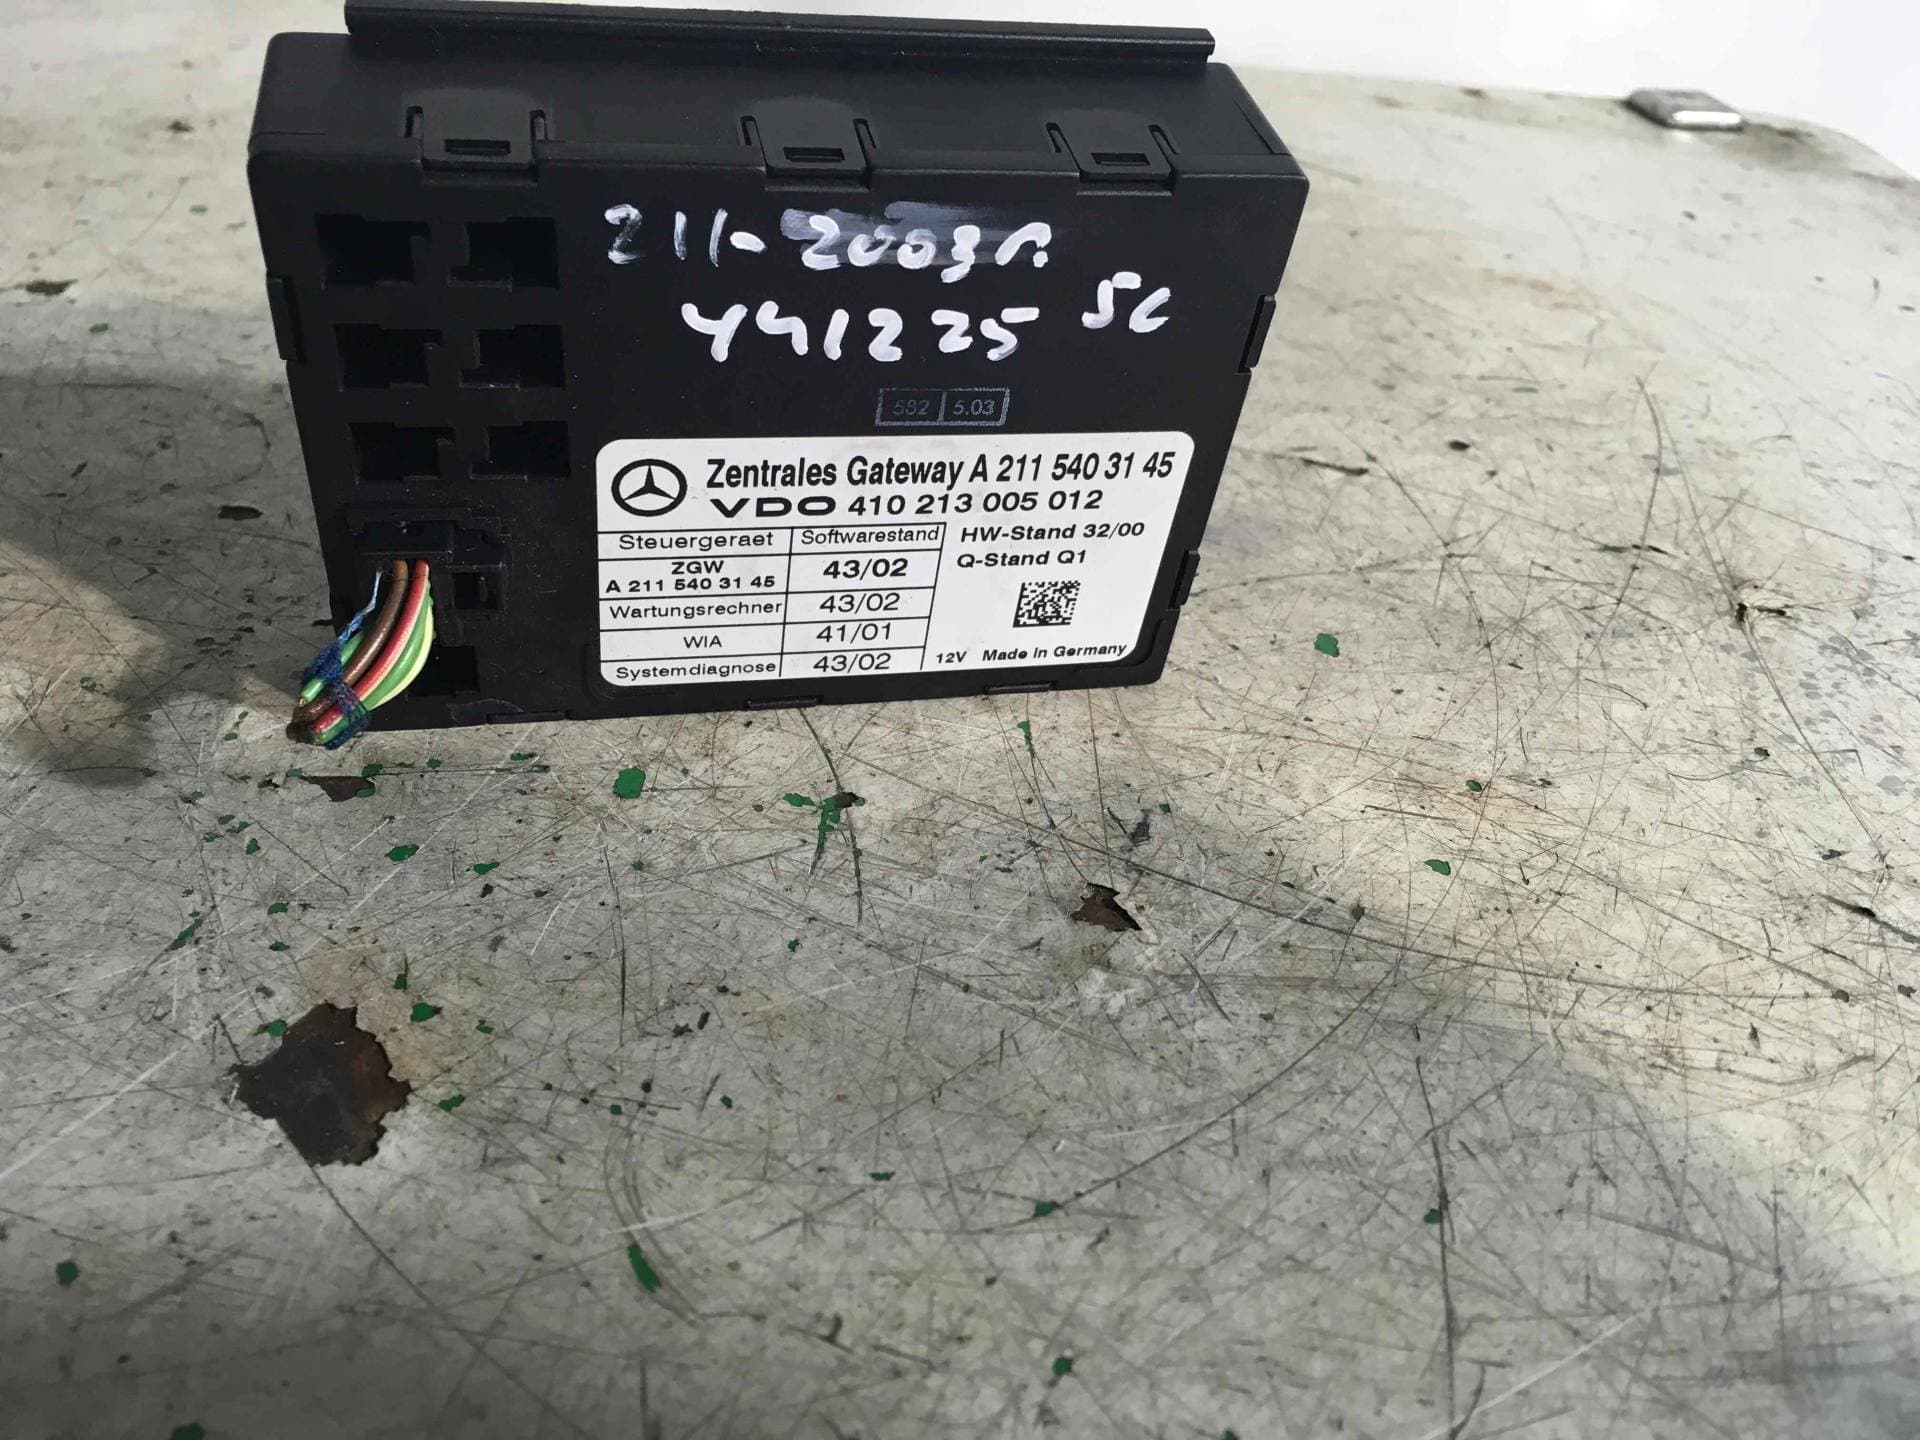 211-2003г.
441225 5c
582 5.03
Zentrales Gateway A 211 540 31 45
VDO 410 213 005 012
Steuergeraet Softwarestand
ZGW
A 211 540 31 45 43/02
Wartungsrechner 43/02
WIA 41/01
Systemdiagnose 43/02
HW-Stand 32/00
Q-Stand Q1
12V Made in Germany